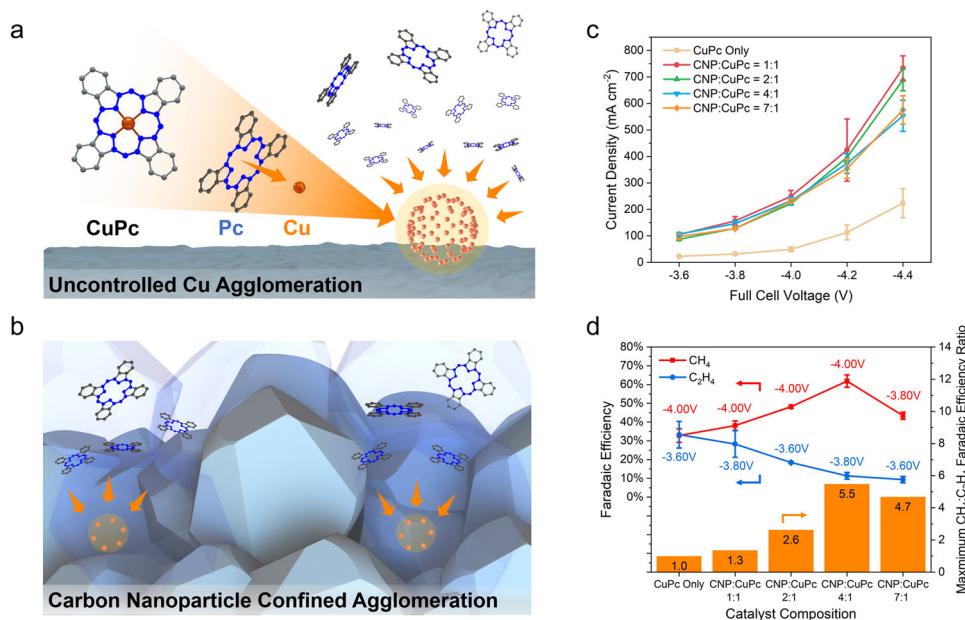 a
CuPc
Pc
Cu
Uncontrolled Cu Agglomeration
b
Carbon Nanoparticle Confined Agglomeration
c
CuPc Only
CNP:CuPc = 1:1
CNP:CuPc = 2:1
CNP:CuPc = 4:1
CNP:CuPc = 7:1
Current Density (mA cm⁻²)
800
700
600
500
400
300
200
100
0
-3.6
-3.8
-4.0
-4.2
-4.4
Full Cell Voltage (V)
d
CH₄
C₂H₄
Faradaic Efficiency
80%
70%
60%
50%
40%
30%
20%
10%
0%
-4.00V
-4.00V
-4.00V
-4.00V
-3.80V
-3.60V
-3.80V
-3.60V
-3.80V
-3.60V
1.0
1.3
2.6
5.5
4.7
14
12
10
8
6
4
2
0
Maxmimum CH₄:C₂H₄ Faradaic Efficiency Ratio
CuPc Only
CNP:CuPc
1:1
CNP:CuPc
2:1
CNP:CuPc
4:1
CNP:CuPc
7:1
Catalyst Composition